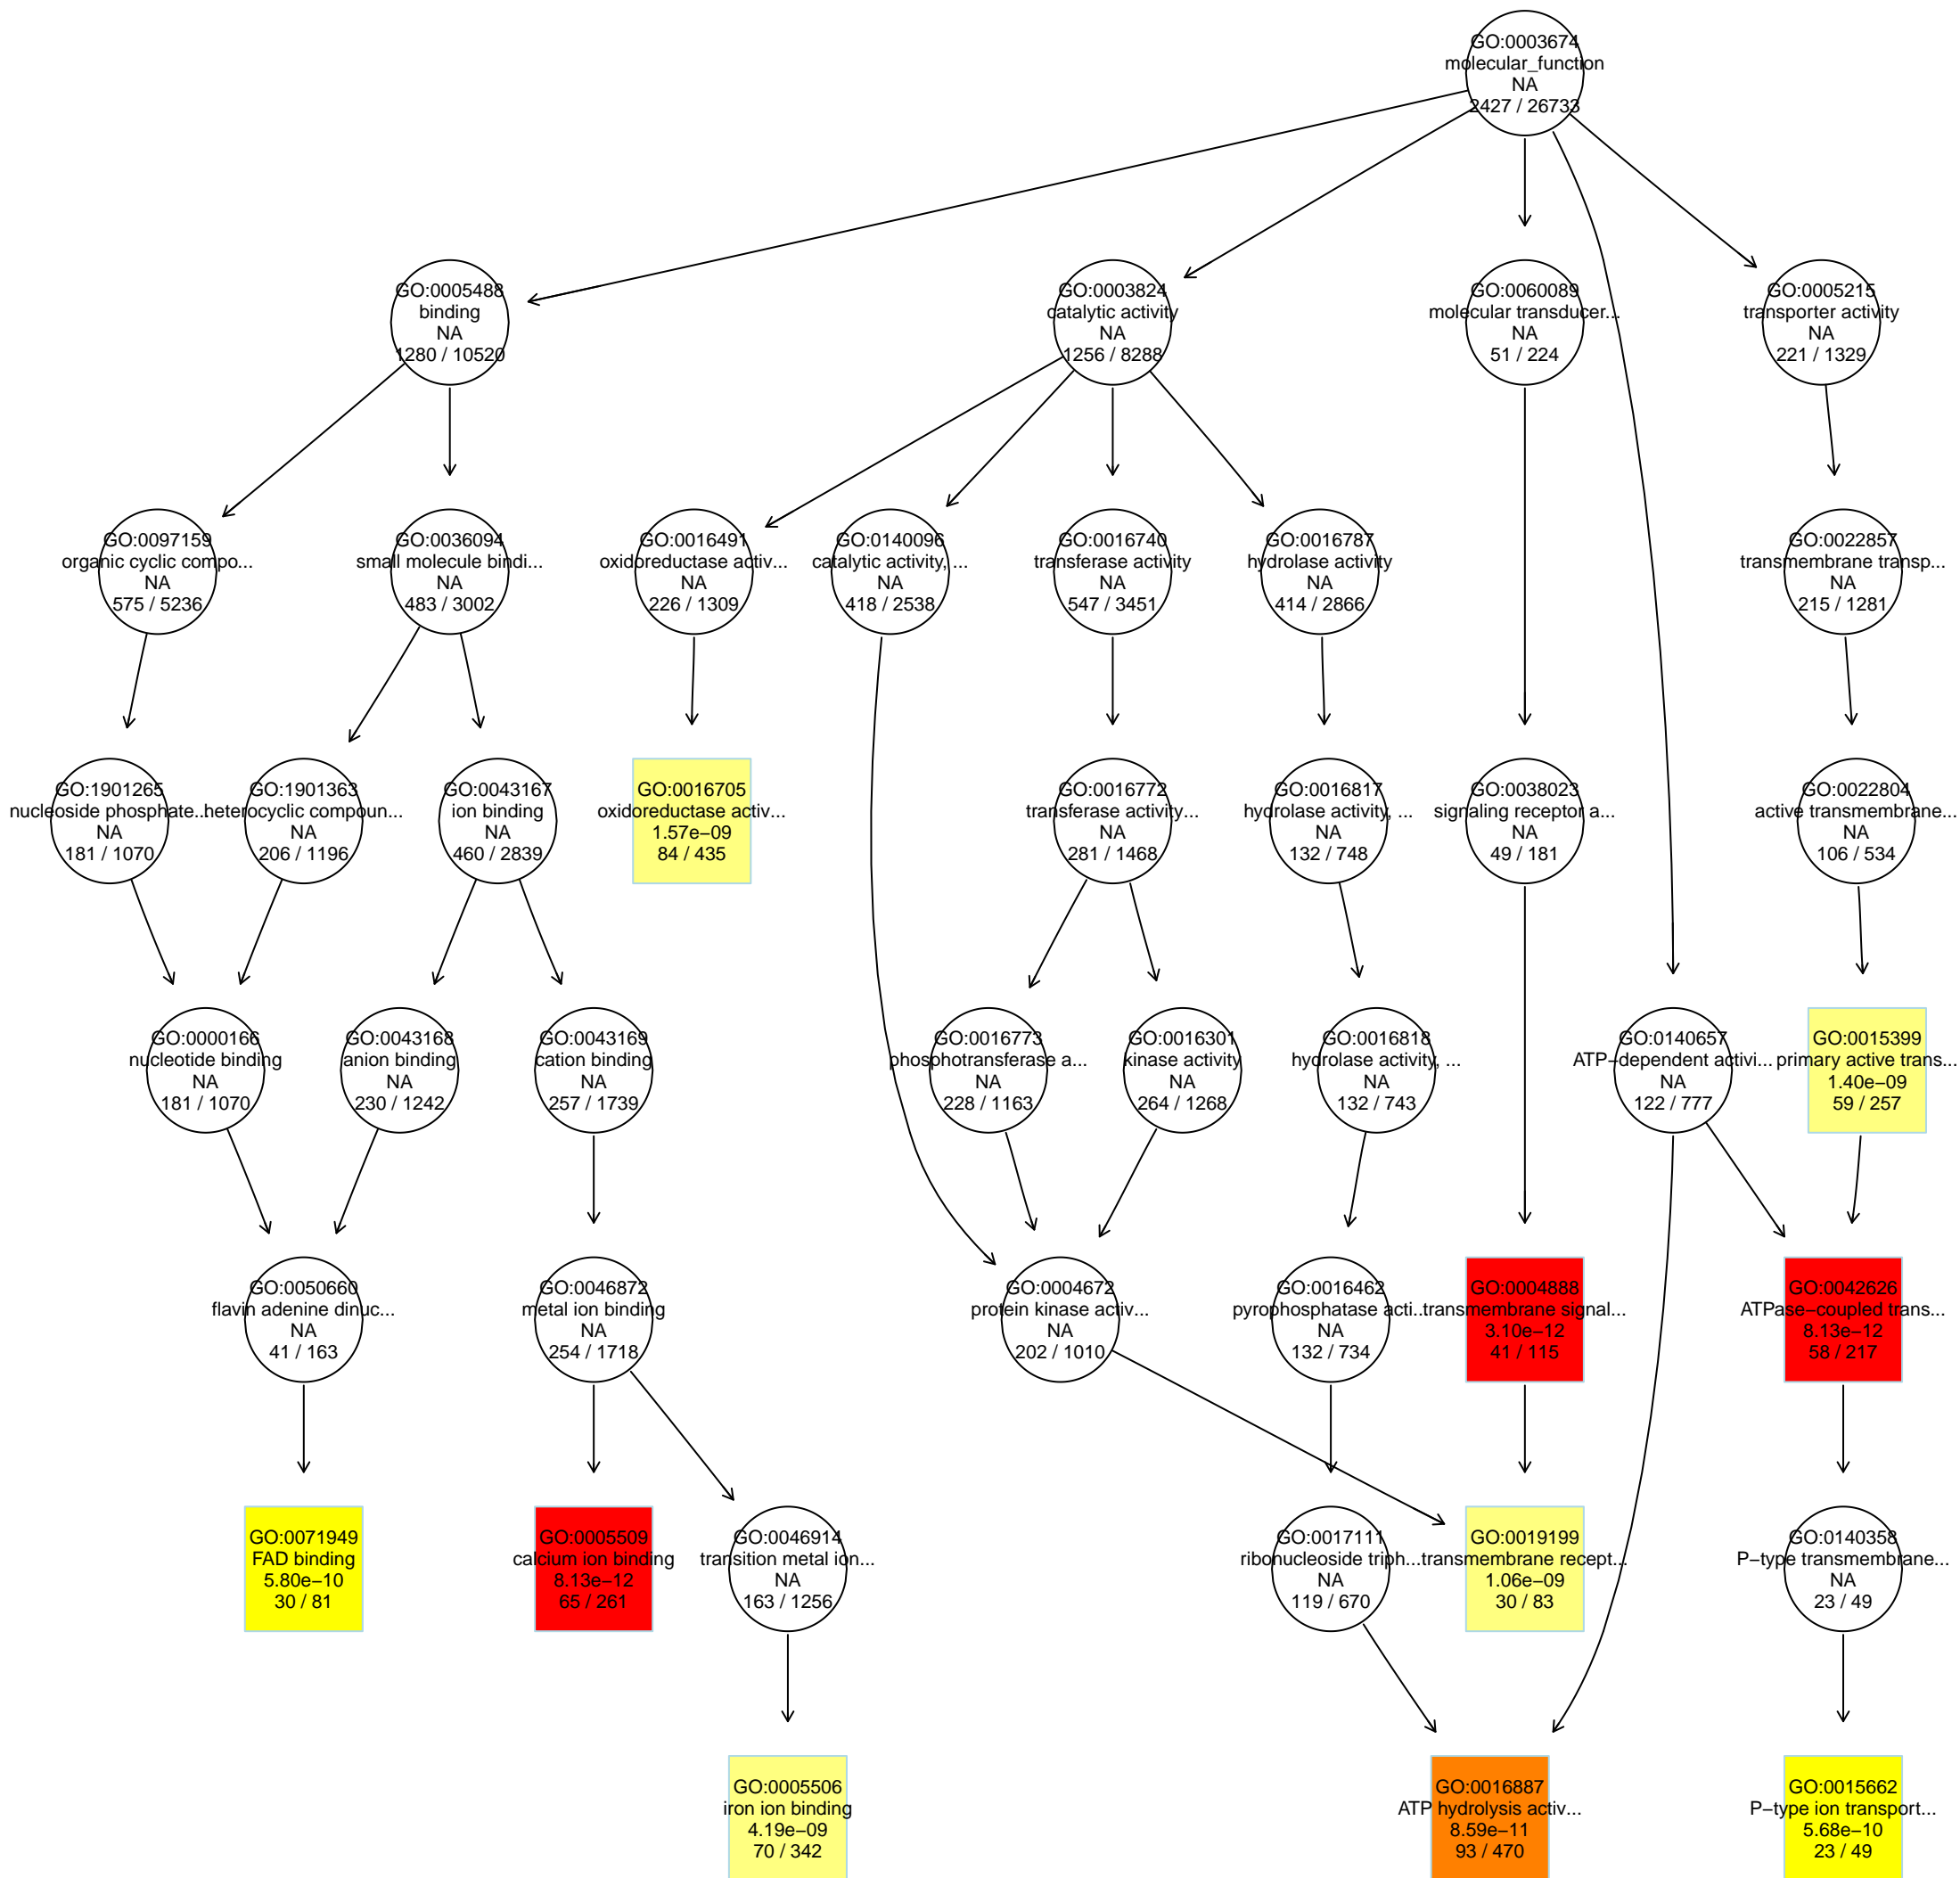 GO:0003674
molecular_function
NA
2427 / 26733
GO:0005488
binding
NA
1280 / 10520
GO:0003824
catalytic activity
NA
1256 / 8288
GO:0060089
molecular transducer...
NA
51 / 224
GO:0005215
transporter activity
NA
221 / 1329
GO:0097159
organic cyclic compo...
NA
575 / 5236
GO:0036094
small molecule bindi...
NA
483 / 3002
GO:0016491
oxidoreductase activ...
NA
226 / 1309
GO:0140096
catalytic activity, ...
NA
418 / 2538
GO:0016740
transferase activity
NA
547 / 3451
GO:0016787
hydrolase activity
NA
414 / 2866
GO:0022857
transmembrane transp...
NA
215 / 1281
GO:1901265
nucleoside phosphate...
NA
181 / 1070
GO:1901363
heterocyclic compoun...
NA
206 / 1196
GO:0043167
ion binding
NA
460 / 2839
GO:0016705
oxidoreductase activ...
1.57e−09
84 / 435
GO:0016772
transferase activity...
NA
281 / 1468
GO:0016817
hydrolase activity, ...
NA
132 / 748
GO:0038023
signaling receptor a...
NA
49 / 181
GO:0022804
active transmembrane...
NA
106 / 534
GO:0000166
nucleotide binding
NA
181 / 1070
GO:0043168
anion binding
NA
230 / 1242
GO:0043169
cation binding
NA
257 / 1739
GO:0016773
phosphotransferase a...
NA
228 / 1163
GO:0016301
kinase activity
NA
264 / 1268
GO:0016818
hydrolase activity, ...
NA
132 / 743
GO:0140657
ATP−dependent activi...
NA
122 / 777
GO:0015399
primary active trans...
1.40e−09
59 / 257
GO:0050660
flavin adenine dinuc...
NA
41 / 163
GO:0046872
metal ion binding
NA
254 / 1718
GO:0004672
protein kinase activ...
NA
202 / 1010
GO:0016462
pyrophosphatase acti...
NA
132 / 734
GO:0004888
transmembrane signal...
3.10e−12
41 / 115
GO:0042626
ATPase−coupled trans...
8.13e−12
58 / 217
GO:0071949
FAD binding
5.80e−10
30 / 81
GO:0005509
calcium ion binding
8.13e−12
65 / 261
GO:0046914
transition metal ion...
NA
163 / 1256
GO:0017111
ribonucleoside triph...
NA
119 / 670
GO:0019199
transmembrane recept...
1.06e−09
30 / 83
GO:0140358
P−type transmembrane...
NA
23 / 49
GO:0005506
iron ion binding
4.19e−09
70 / 342
GO:0016887
ATP hydrolysis activ...
8.59e−11
93 / 470
GO:0015662
P−type ion transport...
5.68e−10
23 / 49